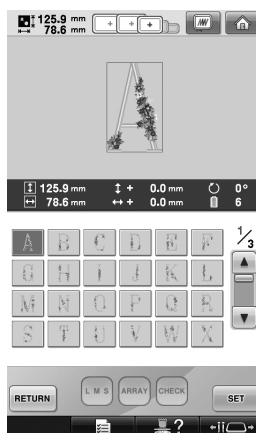 125.9 mm
78.6 mm
A
125.9 mm + 0.0 mm 0°
78.6 mm + 0.0 mm 6
A B C D E F 1/3
G H I J K L
M N O P Q R
S T U V W X
RETURN L M S ARRAY CHECK SET
?